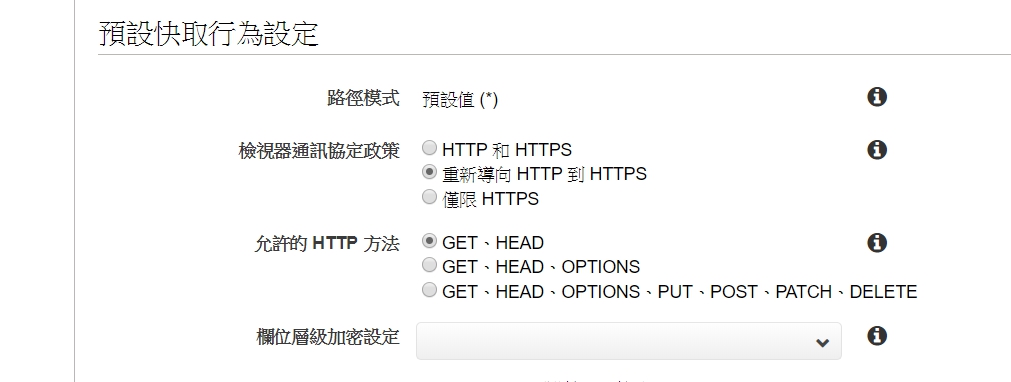 預設快取行為設定
路徑模式 預設值 (*)
檢視器通訊協定政策 HTTP 和 HTTPS
重新導向 HTTP 到 HTTPS
僅限 HTTPS
允許的 HTTP 方法 GET、HEAD
GET、HEAD、OPTIONS
GET、HEAD、OPTIONS、PUT、POST、PATCH、DELETE
欄位層級加密設定